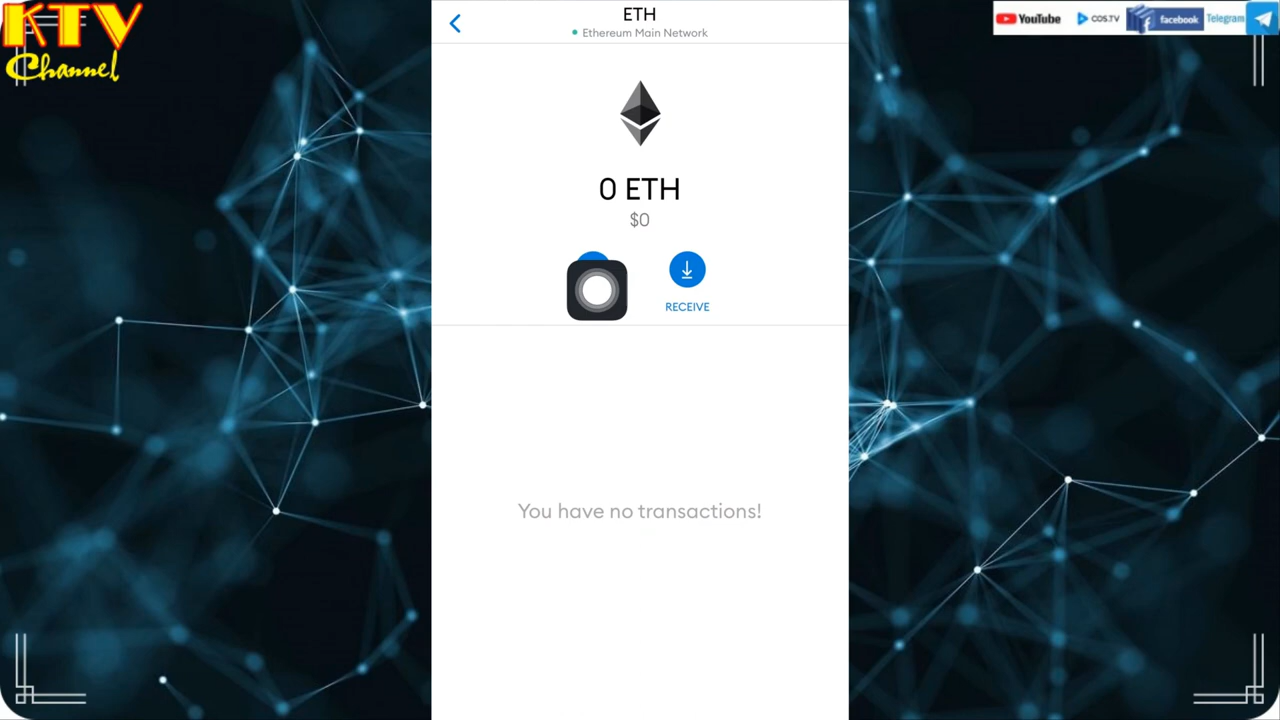 KTV
Channel
YouTube
COS.TV
facebook
Telegram
ETH
Ethereum Main Network
0 ETH
$0
RECEIVE
You have no transactions!